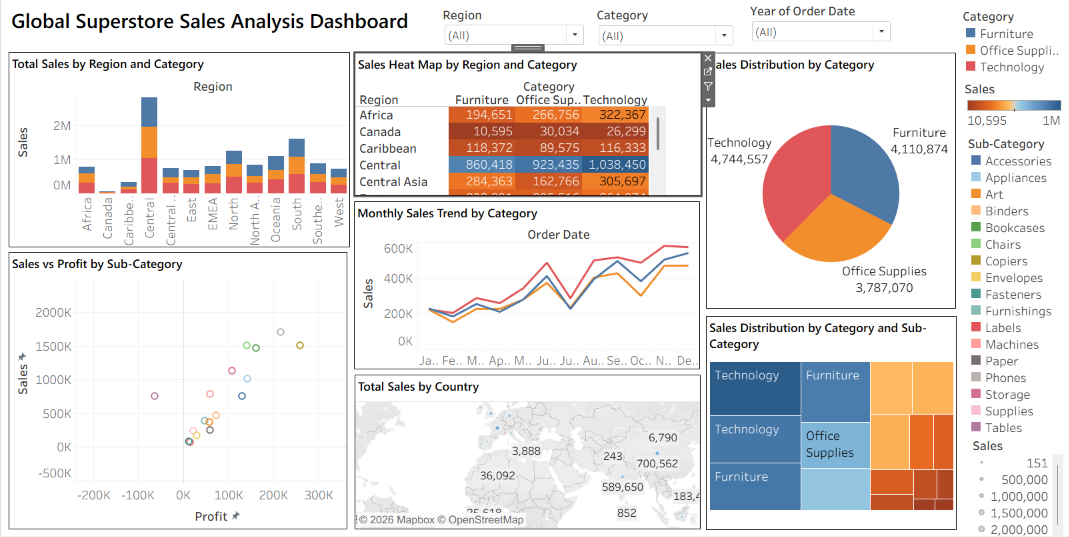 Global Superstore Sales Analysis Dashboard
Region
(All)
Category
(All)
Year of Order Date
(All)
Total Sales by Region and Category
Region
Sales
2M
1M
0M
Africa
Canada
Caribbe..
Central
Central ..
East
EMEA
North
North A..
Oceania
South
Southe..
West
Sales Heat Map by Region and Category
Category
Region Furniture Office Sup.. Technology
Africa 194,651 266,756 322,367
Canada 10,595 30,034 26,299
Caribbean 118,372 89,575 116,333
Central 860,418 923,435 1,038,450
Central Asia 284,363 162,766 305,697
Sales Distribution by Category
Technology
4,744,557
Furniture
4,110,874
Office Supplies
3,787,070
Sales vs Profit by Sub-Category
Sales
2000K
1500K
1000K
500K
0K
-500K
-200K -100K 0K 100K 200K 300K
Profit
Monthly Sales Trend by Category
Order Date
Sales
600K
400K
200K
0K
Ja.. Fe.. M.. A.. M.. Ju.. Ju.. Au.. Se.. Oc.. N.. De..
Total Sales by Country
6,790
3,888
243
700,562
36,092
589,650
183,4
852
© 2026 Mapbox © OpenStreetMap
Sales Distribution by Category and Sub-
Category
Technology
Furniture
Technology
Office
Supplies
Furniture
Category
Furniture
Office Suppli..
Technology
Sales
10,595 1M
Sub-Category
Accessories
Appliances
Art
Binders
Bookcases
Chairs
Copiers
Envelopes
Fasteners
Furnishings
Labels
Machines
Paper
Phones
Storage
Supplies
Tables
Sales
151
500,000
1,000,000
1,500,000
2,000,000